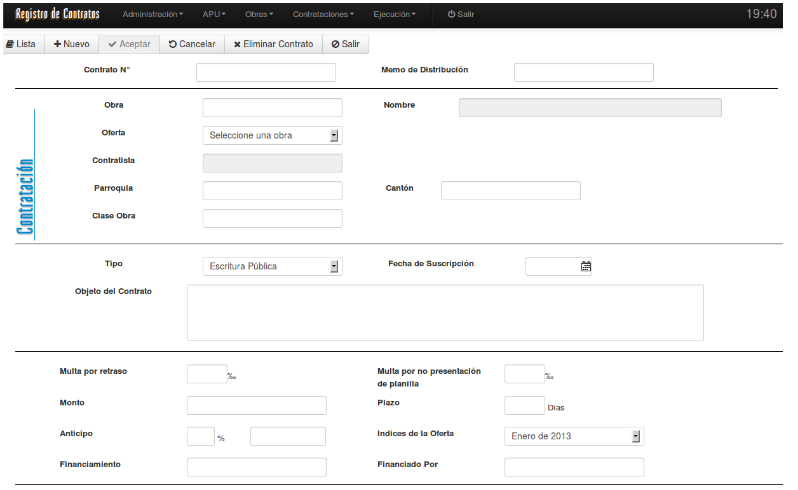 Registro de Contratos Administración APU Obras Contrataciones Ejecución Salir 19:40
Lista Nuevo Aceptar Cancelar Eliminar Contrato Salir
Contrato N° Memo de Distribución
Contratación
Obra Nombre
Oferta Seleccione una obra
Contratista
Parroquia Cantón
Clase Obra
Tipo Escritura Pública Fecha de Suscripción
Objeto del Contrato
Multa por retraso ‰ Multa por no presentación ‰
de planilla
Monto Plazo Días
Anticipo % Indices de la Oferta Enero de 2013
Financiamiento Financiado Por